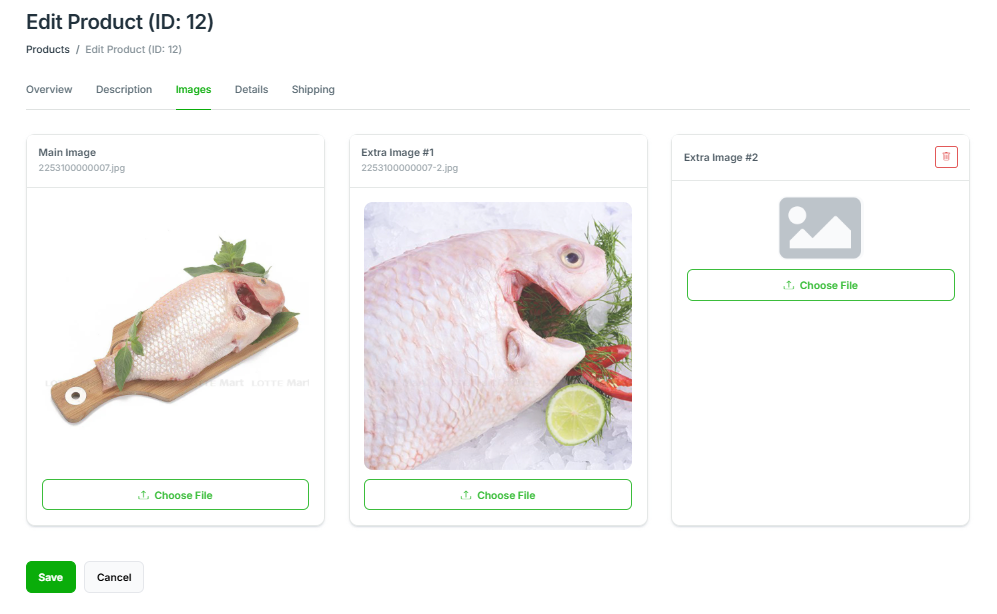 Edit Product (ID: 12)
Products / Edit Product (ID: 12)
Overview Description Images Details Shipping
Main Image
2253100000007.jpg
Extra Image #1
2253100000007-2.jpg
Extra Image #2
LOTTE Mart LOTTE Mart
Choose File
Choose File
Choose File
Save Cancel